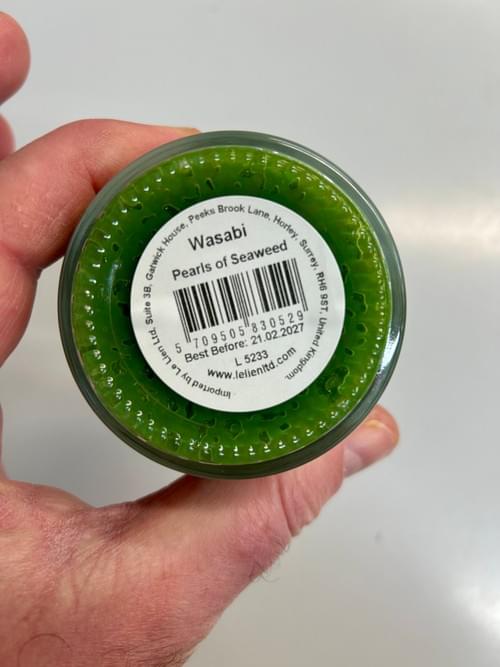 Wasabi
Pearls of Seaweed
5 709505 830529
Best Before: 21.02.2027
L 5233
www.lelienltd.com
Imported by Le Lien Ltd, Suite 3B, Gatwick House, Peeks Brook Lane, Horley, Surrey, RH6 9ST, United Kingdom.